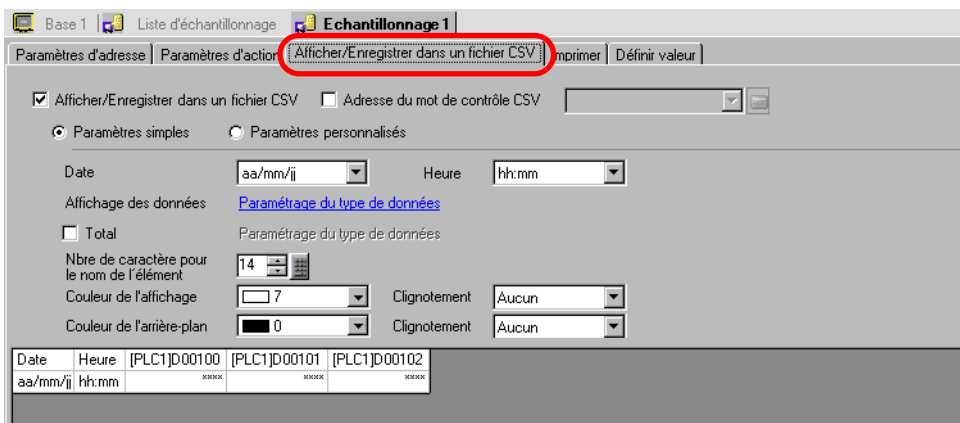 Base 1 Liste d'échantillonnage Echantillonnage 1
Paramètres d'adresse Paramètres d'action Afficher/Enregistrer dans un fichier CSV Imprimer Définir valeur
Afficher/Enregistrer dans un fichier CSV Adresse du mot de contrôle CSV
Paramètres simples Paramètres personnalisés
Date aa/mm/jj Heure hh:mm
Affichage des données Paramétrage du type de données
Total Paramétrage du type de données
Nbre de caractère pour
le nom de l'élément 14
Couleur de l'affichage 7 Clignotement Aucun
Couleur de l'arrière-plan 0 Clignotement Aucun
Date Heure [PLC1]D00100 [PLC1]D00101 [PLC1]D00102
aa/mm/jj hh:mm **** **** ****